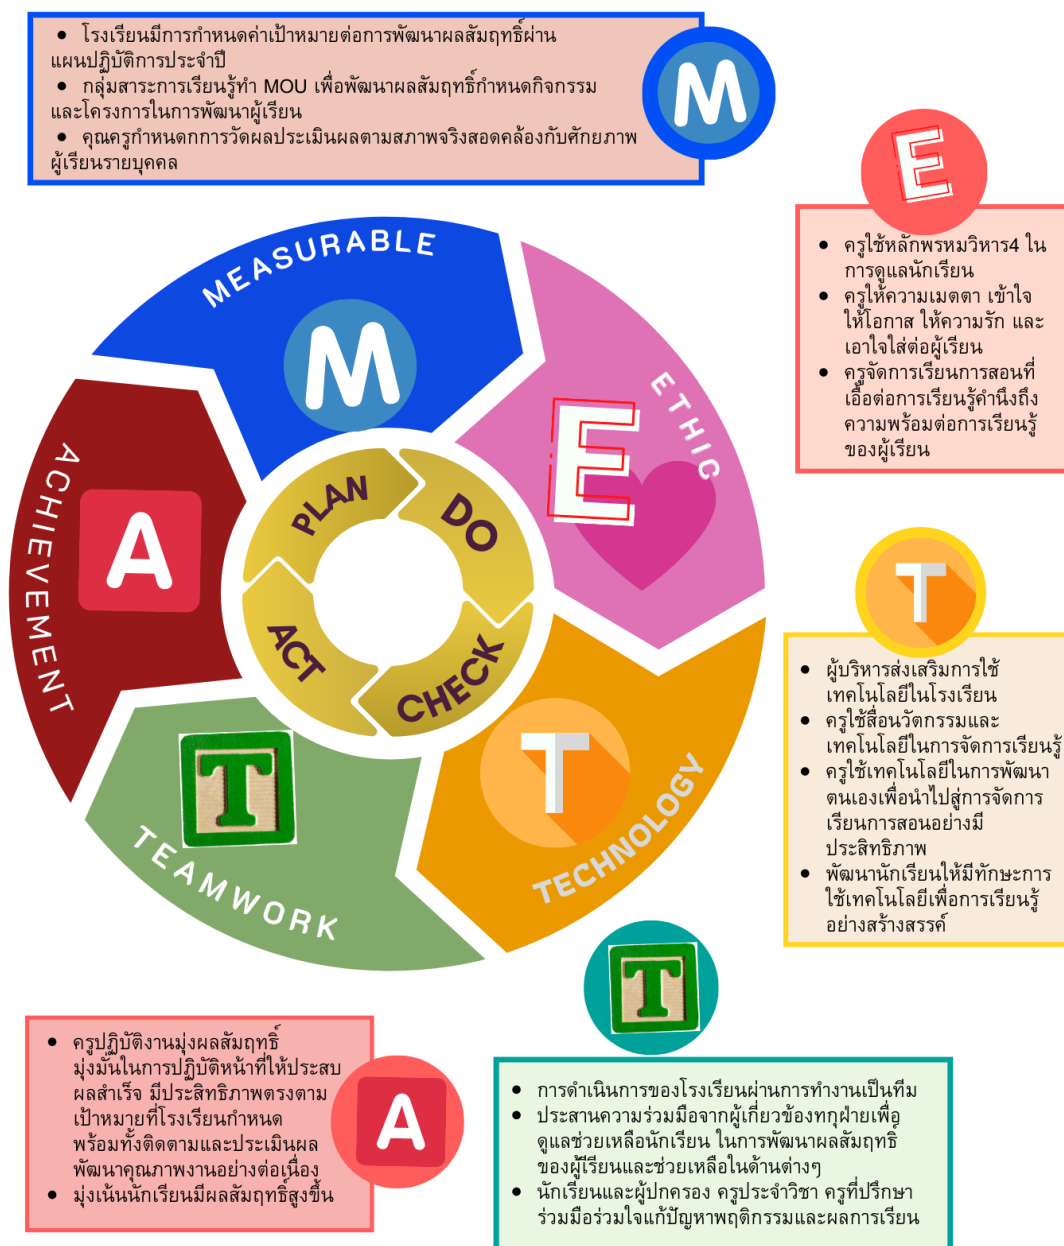 • โรงเรียนมีการกำหนดค่าเป้าหมายต่อการพัฒนาผลสัมฤทธิ์ผ่าน
แผนปฏิบัติการประจำปี
• กลุ่มสาระการเรียนรู้ทำ MOU เพื่อพัฒนาผลสัมฤทธิ์กำหนดกิจกรรม
และโครงการในการพัฒนาผู้เรียน
• คุณครูกำหนดกการวัดผลประเมินผลตามสภาพจริงสอดคล้องกับศักยภาพ
ผู้เรียนรายบุคคล
M
E
• ครูใช้หลักพรหมวิหาร4 ใน
การดูแลนักเรียน
• ครูให้ความเมตตา เข้าใจ
ให้โอกาส ให้ความรัก และ
เอาใจใส่ต่อผู้เรียน
• ครูจัดการเรียนการสอนที่
เอื้อต่อการเรียนรู้คำนึงถึง
ความพร้อมต่อการเรียนรู้
ของผู้เรียน
MEASURABLE
M
ETHIC
E
ACHIEVEMENT
A
PLAN
DO
CHECK
ACT
TEAMWORK
T
TECHNOLOGY
T
T
• ผู้บริหารส่งเสริมการใช้
เทคโนโลยีในโรงเรียน
• ครูใช้สื่อนวัตกรรมและ
เทคโนโลยีในการจัดการเรียนรู้
• ครูใช้เทคโนโลยีในการพัฒนา
ตนเองเพื่อนำไปสู่การจัดการ
เรียนการสอนอย่างมี
ประสิทธิภาพ
• พัฒนานักเรียนให้มีทักษะการ
ใช้เทคโนโลยีเพื่อการเรียนรู้
อย่างสร้างสรรค์
T
• การดำเนินการของโรงเรียนผ่านการทำงานเป็นทีม
• ประสานความร่วมมือจากผู้เกี่ยวข้องทุกฝ่ายเพื่อ
ดูแลช่วยเหลือนักเรียน ในการพัฒนาผลสัมฤทธิ์
ของผู้เรียนและช่วยเหลือในด้านต่างๆ
• นักเรียนและผู้ปกครอง ครูประจำวิชา ครูที่ปรึกษา
ร่วมมือร่วมใจแก้ปัญหาพฤติกรรมและผลการเรียน
• ครูปฏิบัติงานมุ่งผลสัมฤทธิ์
มุ่งมั่นในการปฏิบัติหน้าที่ให้ประสบ
ผลสำเร็จ มีประสิทธิภาพตรงตาม
เป้าหมายที่โรงเรียนกำหนด
พร้อมทั้งติดตามและประเมินผล
พัฒนาคุณภาพงานอย่างต่อเนื่อง
• มุ่งเน้นนักเรียนมีผลสัมฤทธิ์สูงขึ้น
A